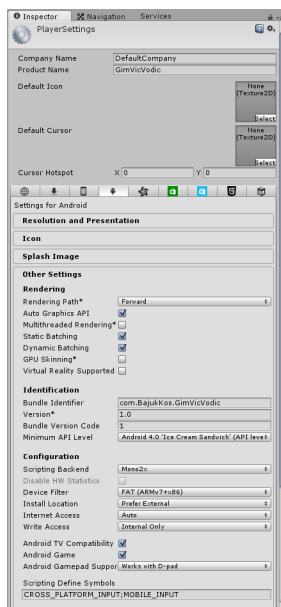 Inspector Navigation Services
PlayerSettings
Company Name DefaultCompany
Product Name GimVicVodic
Default Icon
None
(Texture2D)
Select
Default Cursor
None
(Texture2D)
Select
Cursor Hotspot X 0 Y 0
Settings for Android
Resolution and Presentation
Icon
Splash Image
Other Settings
Rendering
Rendering Path* Forward
Auto Graphics API
Multithreaded Rendering*
Static Batching
Dynamic Batching
GPU Skinning*
Virtual Reality Supported
Identification
Bundle Identifier com.BajukKos.GimVicVodic
Version* 1.0
Bundle Version Code 1
Minimum API Level Android 4.0 'Ice Cream Sandwich' (API level
Configuration
Scripting Backend Mono2x
Disable HW Statistics
Device Filter FAT (ARMv7+x86)
Install Location Prefer External
Internet Access Auto
Write Access Internal Only
Android TV Compatibility
Android Game
Android Gamepad Suppor Works with D-pad
Scripting Define Symbols
CROSS_PLATFORM_INPUT;MOBILE_INPUT